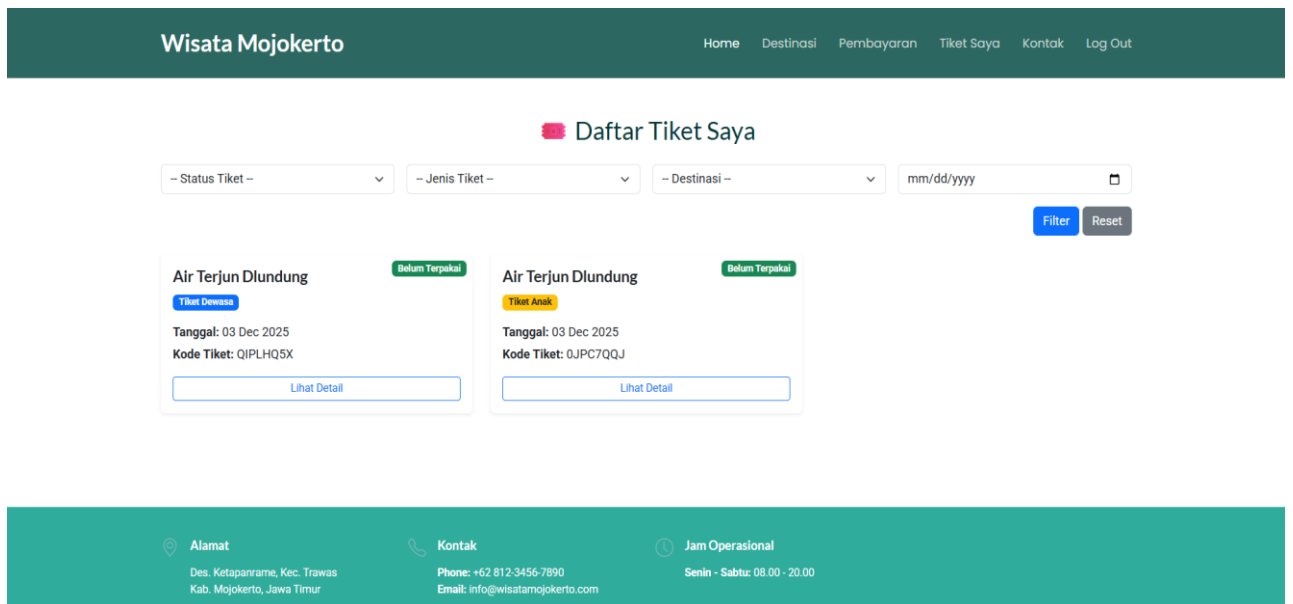 Wisata Mojokerto
Home Destinasi Pembayaran Tiket Saya Kontak Log Out
Daftar Tiket Saya
-- Status Tiket --
-- Jenis Tiket --
-- Destinasi --
mm/dd/yyyy
Filter Reset
Air Terjun Dlundung
Belum Terpakai
Tiket Dewasa
Tanggal: 03 Dec 2025
Kode Tiket: QIPLHQ5X
Lihat Detail
Air Terjun Dlundung
Belum Terpakai
Tiket Anak
Tanggal: 03 Dec 2025
Kode Tiket: 0JPC7QQJ
Lihat Detail
Alamat
Des. Ketapanrame, Kec. Trawas
Kab. Mojokerto, Jawa Timur
Kontak
Phone: +62 812-3456-7890
Email: info@wisatamojokerto.com
Jam Operasional
Senin - Sabtu: 08.00 - 20.00